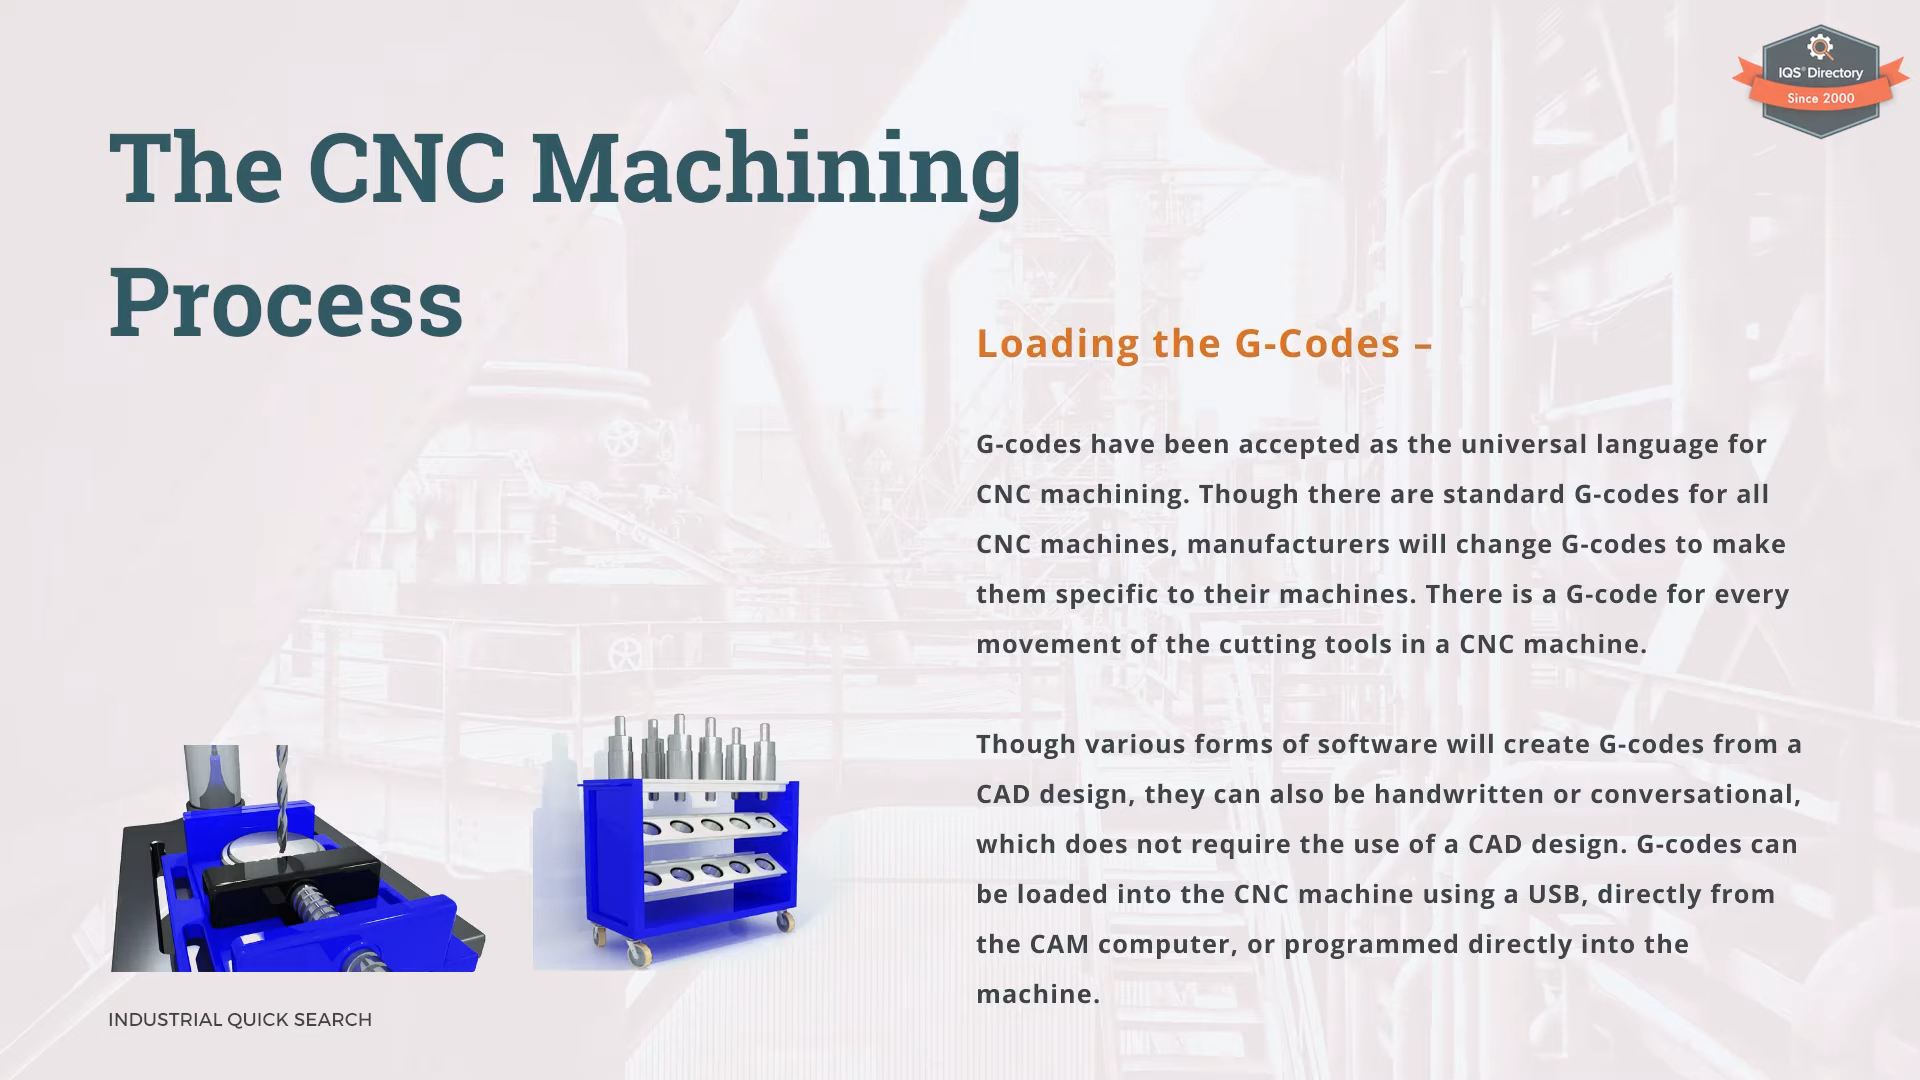 IQS® Directory
Since 2000
The CNC Machining
Process
Loading the G-Codes –
G-codes have been accepted as the universal language for
CNC machining. Though there are standard G-codes for all
CNC machines, manufacturers will change G-codes to make
them specific to their machines. There is a G-code for every
movement of the cutting tools in a CNC machine.
Though various forms of software will create G-codes from a
CAD design, they can also be handwritten or conversational,
which does not require the use of a CAD design. G-codes can
be loaded into the CNC machine using a USB, directly from
the CAM computer, or programmed directly into the
machine.
INDUSTRIAL QUICK SEARCH